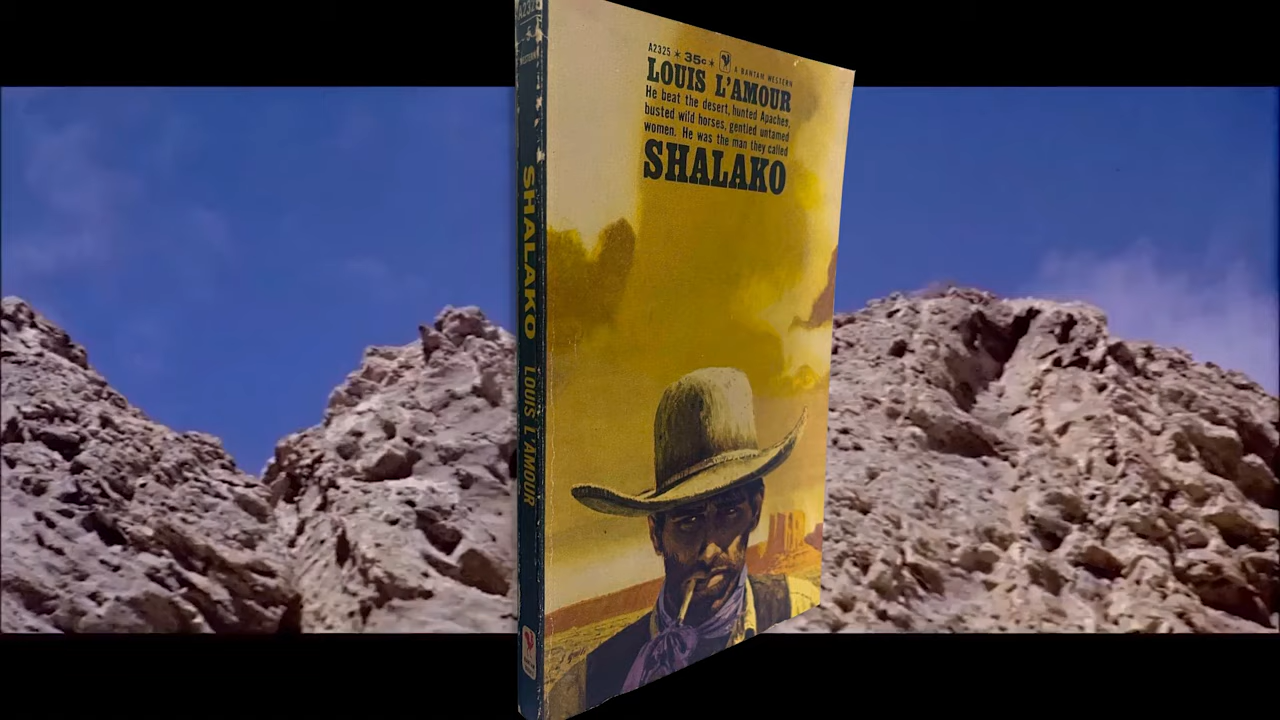 A2325 * 35¢ * A BANTAM WESTERN
LOUIS L'AMOUR
He beat the desert, hunted Apaches,
busted wild horses, gentled untamed
women. He was the man they called
SHALAKO
SHALAKO LOUIS L'AMOUR